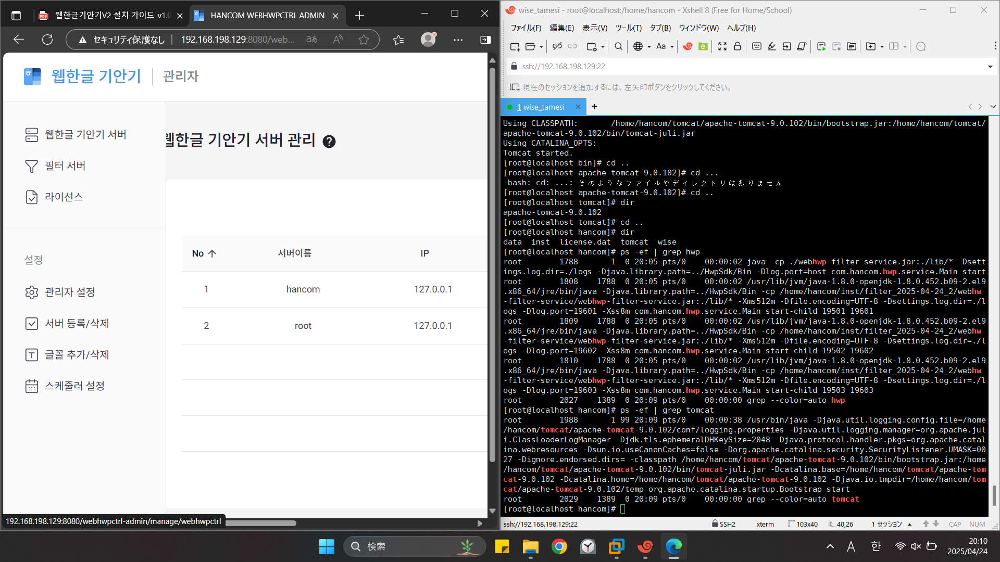 웹한글기안기V2 설치 가이드_v1.0
HANCOM WEBHWPCTRL ADMIN
セキュリティ保護なし
192.168.198.129:8080/web...
웹한글 기안기
관리자
웹한글 기안기 서버
필터 서버
라이선스
설정
관리자 설정
서버 등록/삭제
글꼴 추가/삭제
스케줄러 설정
웹한글 기안기 서버 관리
No 서버이름 IP
1 hancom 127.0.0.1
2 root 127.0.0.1
192.168.198.129:8080/webhwpctrl-admin/manage/webhwpctrl
wise_tamesi - root@localhost:/home/hancom - Xshell 8 (Free for Home/School)
ファイル(F) 編集(E) 表示(V) ツール(T) タブ(B) ウィンドウ(W) ヘルプ(H)
ssh://192.168.198.129:22
現在のセッションを追加するには、左矢印ボタンをクリックしてください。
1 wise_tamesi
Using CLASSPATH:       /home/hancom/tomcat/apache-tomcat-9.0.102/bin/bootstrap.jar:/home/hancom/tomcat/
apache-tomcat-9.0.102/bin/tomcat-juli.jar
Using CATALINA_OPTS:
Tomcat started.
[root@localhost bin]# cd ..
[root@localhost apache-tomcat-9.0.102]# cd ...
-bash: cd: ...: そのようなファイルやディレクトリはありません
[root@localhost apache-tomcat-9.0.102]# cd ..
[root@localhost tomcat]# dir
apache-tomcat-9.0.102
[root@localhost tomcat]# cd ..
[root@localhost hancom]# dir
data  inst  license.dat  tomcat  wise
[root@localhost hancom]# ps -ef | grep hwp
root        1788       1  0 20:05 pts/0    00:00:02 java -cp ./webhwp-filter-service.jar:./lib/* -Dsett
ings.log.dir=./logs -Djava.library.path=../HwpSdk/Bin -Dlog.port=host com.hancom.hwp.service.Main start
root        1808    1788  0 20:05 pts/0    00:00:02 /usr/lib/jvm/java-1.8.0-openjdk-1.8.0.452.b09-2.el9
.x86_64/jre/bin/java -Djava.library.path=../HwpSdk/Bin -cp /home/hancom/inst/filter_2025-04-24_2/webhw
-filter-service/webhwp-filter-service.jar:./lib/* -Xms512m -Dfile.encoding=UTF-8 -Dsettings.log.dir=./l
ogs -Dlog.port=19601 -Xss8m com.hancom.hwp.service.Main start-child 19501 19601
root        1809    1788  0 20:05 pts/0    00:00:02 /usr/lib/jvm/java-1.8.0-openjdk-1.8.0.452.b09-2.el9
.x86_64/jre/bin/java -Djava.library.path=../HwpSdk/Bin -cp /home/hancom/inst/filter_2025-04-24_2/webhw
-filter-service/webhwp-filter-service.jar:./lib/* -Xms512m -Dfile.encoding=UTF-8 -Dsettings.log.dir=./l
ogs -Dlog.port=19602 -Xss8m com.hancom.hwp.service.Main start-child 19502 19602
root        1810    1788  0 20:05 pts/0    00:00:02 /usr/lib/jvm/java-1.8.0-openjdk-1.8.0.452.b09-2.el9
.x86_64/jre/bin/java -Djava.library.path=../HwpSdk/Bin -cp /home/hancom/inst/filter_2025-04-24_2/webhw
-filter-service/webhwp-filter-service.jar:./lib/* -Xms512m -Dfile.encoding=UTF-8 -Dsettings.log.dir=./l
ogs -Dlog.port=19603 -Xss8m com.hancom.hwp.service.Main start-child 19503 19603
root        2027    1389  0 20:09 pts/0    00:00:00 grep --color=auto hwp
[root@localhost hancom]# ps -ef | grep tomcat
root        1988       1 99 20:09 pts/0    00:00:38 /usr/bin/java -Djava.util.logging.config.file=/home
/hancom/tomcat/apache-tomcat-9.0.102/conf/logging.properties -Djava.util.logging.manager=org.apache.jul
i.ClassLoaderLogManager -Djdk.tls.ephemeralDHKeySize=2048 -Djava.protocol.handler.pkgs=org.apache.catal
ina.webresources -Dsun.io.useCanonCaches=false -Dorg.apache.catalina.security.SecurityListener.UMASK=00
27 -Dignore.endorsed.dirs= -classpath /home/hancom/tomcat/apache-tomcat-9.0.102/bin/bootstrap.jar:/home
/hancom/tomcat/apache-tomcat-9.0.102/bin/tomcat-juli.jar -Dcatalina.base=/home/hancom/tomcat/apache-tom
cat-9.0.102 -Dcatalina.home=/home/hancom/tomcat/apache-tomcat-9.0.102 -Djava.io.tmpdir=/home/hancom/tom
cat/apache-tomcat-9.0.102/temp org.apache.catalina.startup.Bootstrap start
root        2029    1389  0 20:09 pts/0    00:00:00 grep --color=auto tomcat
[root@localhost hancom]#
ssh://192.168.198.129:22 SSH2 xterm 103x40 40,26 1 セッション CAP NUM
検索
A 한 20:10
2025/04/24